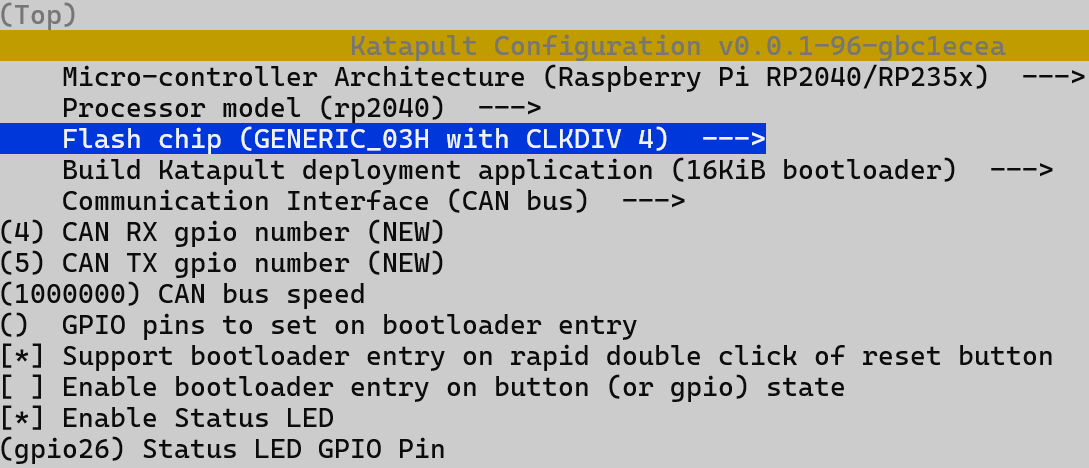 (Top)
Katapult Configuration v0.0.1-96-gbc1ecea
Micro-controller Architecture (Raspberry Pi RP2040/RP235x)  --->
Processor model (rp2040)  --->
Flash chip (GENERIC_03H with CLKDIV 4)  --->
Build Katapult deployment application (16KiB bootloader)  --->
Communication Interface (CAN bus)  --->
(4) CAN RX gpio number (NEW)
(5) CAN TX gpio number (NEW)
(1000000) CAN bus speed
()  GPIO pins to set on bootloader entry
[*] Support bootloader entry on rapid double click of reset button
[ ] Enable bootloader entry on button (or gpio) state
[*] Enable Status LED
(gpio26) Status LED GPIO Pin